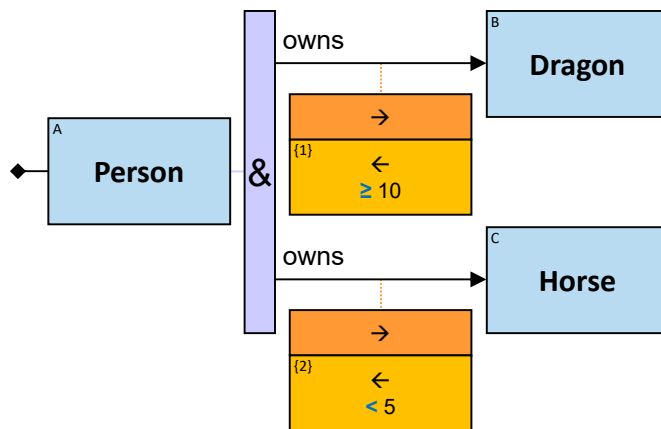 owns
B
Dragon
→
{1}
←
≥ 10
A
Person
&
owns
C
Horse
→
{2}
←
< 5